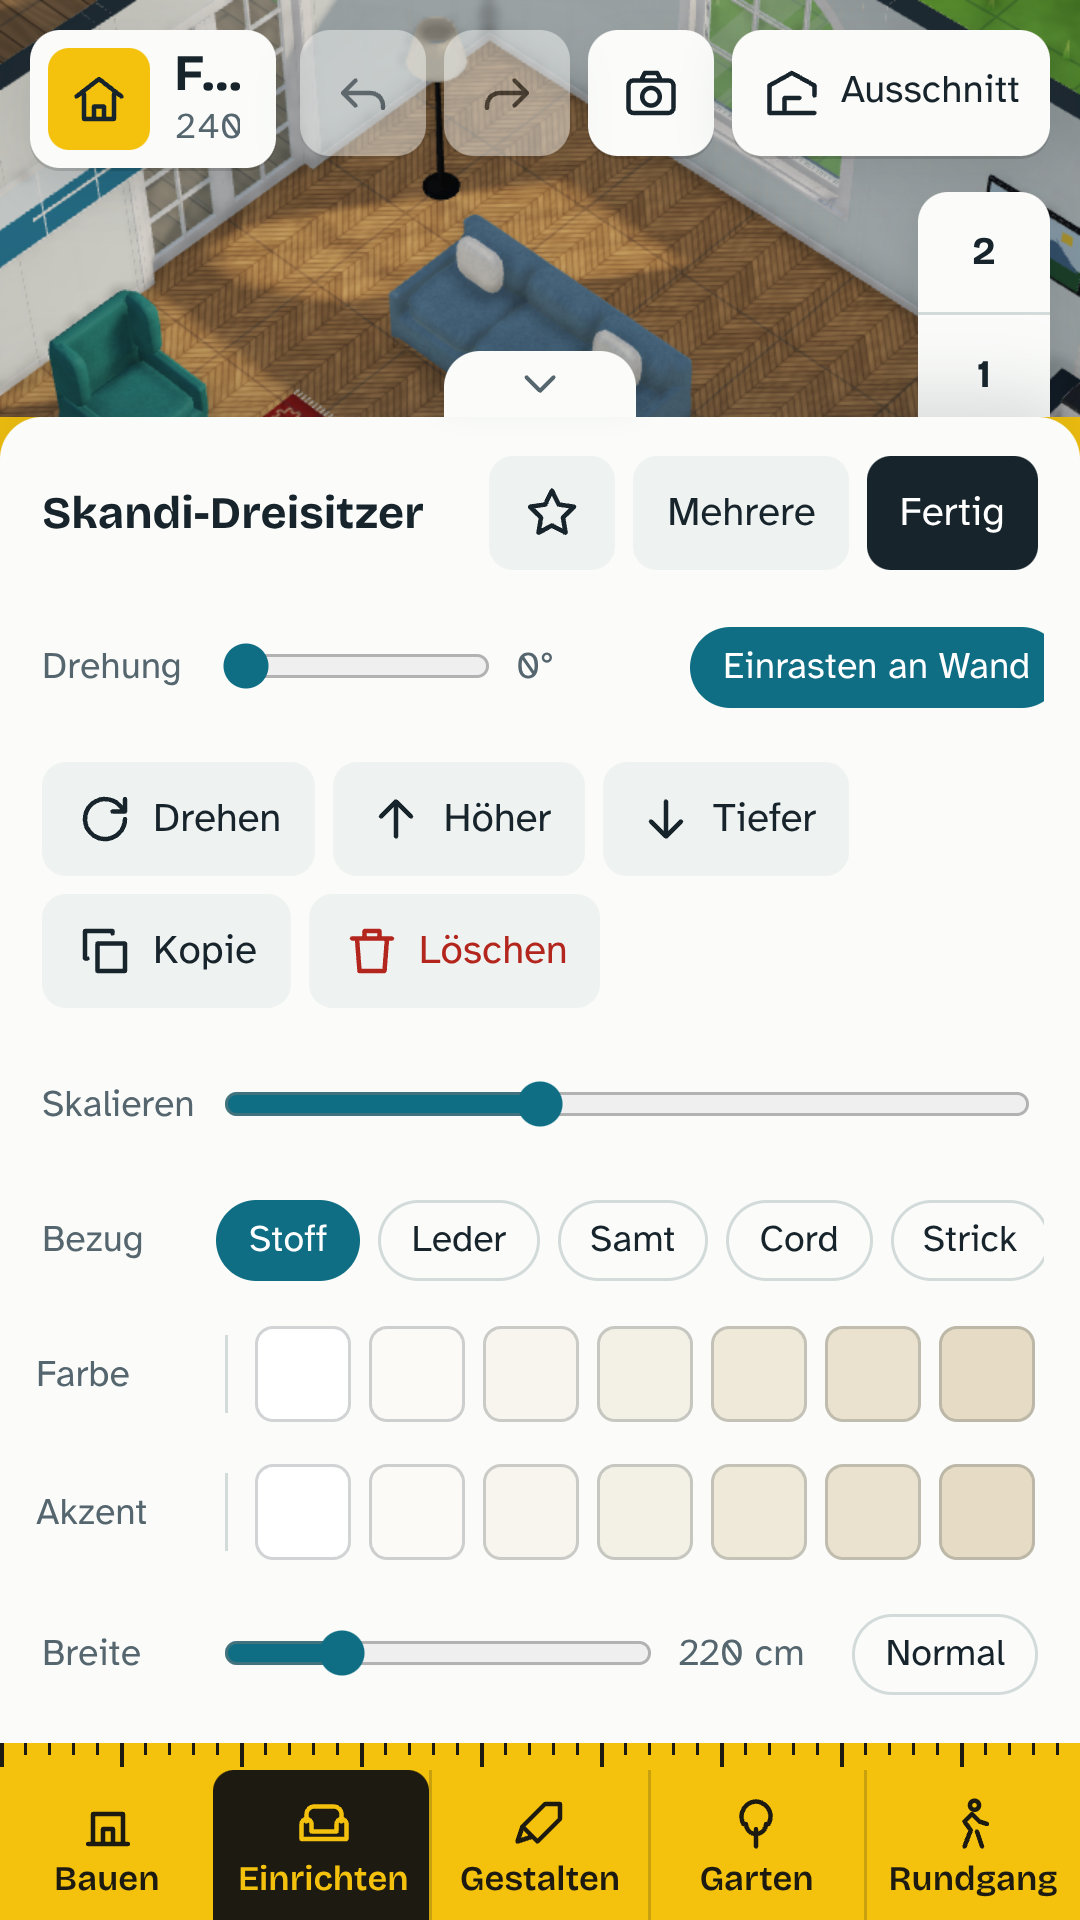 F...
240
Ausschnitt
2
1
Skandi-Dreisitzer
Mehrere
Fertig
Drehung
0°
Einrasten an Wand
Drehen
Höher
Tiefer
Kopie
Löschen
Skalieren
Bezug
Stoff
Leder
Samt
Cord
Strick
Farbe
Akzent
Breite
220 cm
Normal
Bauen
Einrichten
Gestalten
Garten
Rundgang